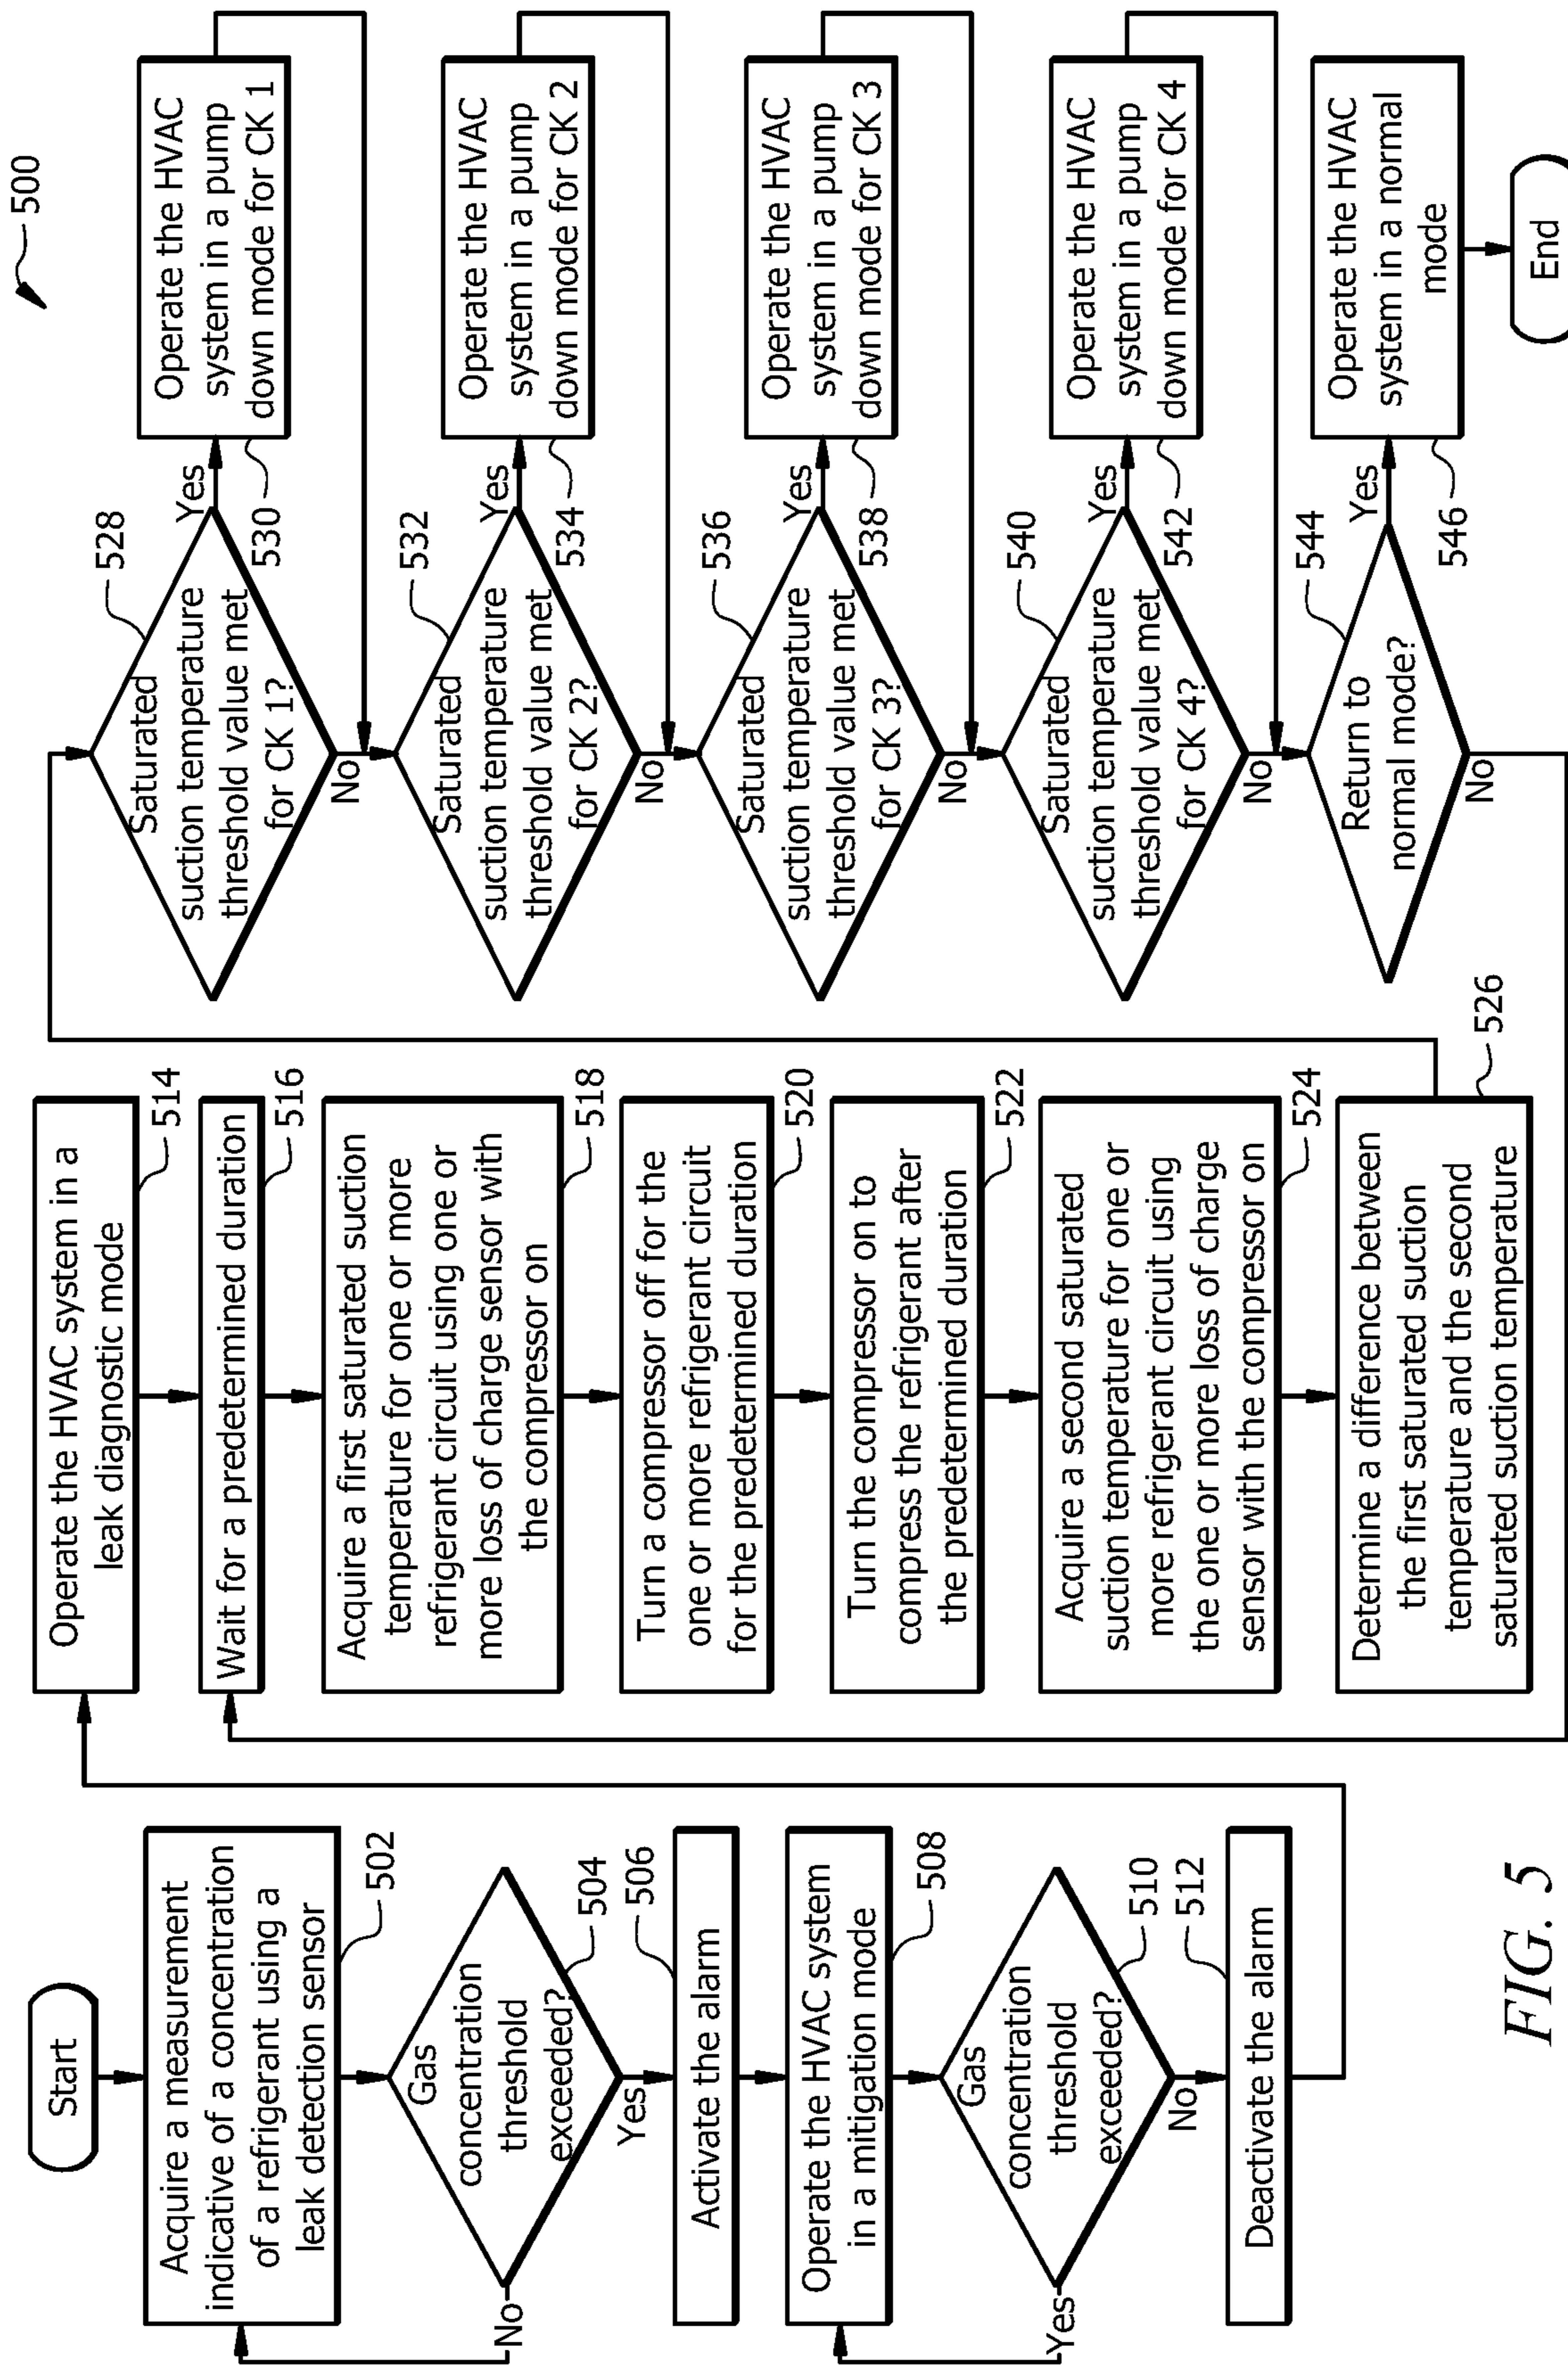 500
Start
Acquire a measurement
indicative of a concentration
of a refrigerant using a
leak detection sensor
502
Gas
concentration
threshold
exceeded?
504
No
Yes
506
Activate the alarm
Operate the HVAC system
in a mitigation mode
508
Gas
concentration
threshold
exceeded?
510
Yes
No
512
Deactivate the alarm
Operate the HVAC system in a
leak diagnostic mode
514
Wait for a predetermined duration
516
Acquire a first saturated suction
temperature for one or more
refrigerant circuit using one or
more loss of charge sensor with
the compressor on
518
Turn a compressor off for the
one or more refrigerant circuit
for the predetermined duration
520
Turn the compressor on to
compress the refrigerant after
the predetermined duration
522
Acquire a second saturated
suction temperature for one or
more refrigerant circuit using
the one or more loss of charge
sensor with the compressor on
524
Determine a difference between
the first saturated suction
temperature and the second
saturated suction temperature
526
Saturated
suction temperature
threshold value met
for CK 1?
528
Yes
No
Operate the HVAC
system in a pump
down mode for CK 1
530
Saturated
suction temperature
threshold value met
for CK 2?
532
Yes
No
Operate the HVAC
system in a pump
down mode for CK 2
534
Saturated
suction temperature
threshold value met
for CK 3?
536
Yes
No
Operate the HVAC
system in a pump
down mode for CK 3
538
Saturated
suction temperature
threshold value met
for CK 4?
540
Yes
No
Operate the HVAC
system in a pump
down mode for CK 4
542
Return to
normal mode?
544
Yes
No
Operate the HVAC
system in a normal
mode
546
End
FIG. 5